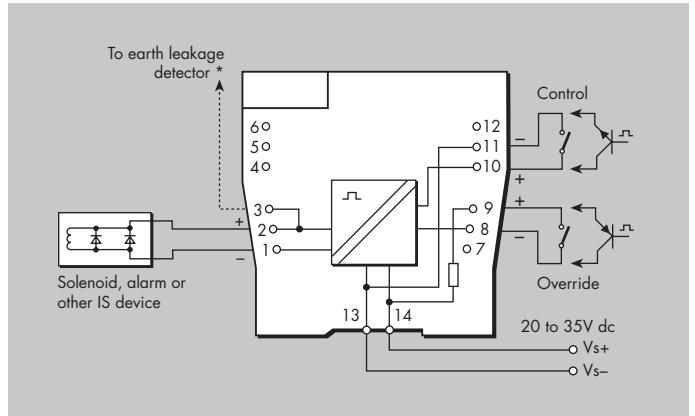 To earth leakage
detector *
Control
6
5
4
12
11
10
−
+
3
2
1
9
8
7
+
−
+
−
Solenoid, alarm or
other IS device
Override
13
14
20 to 35V dc
Vs+
Vs–